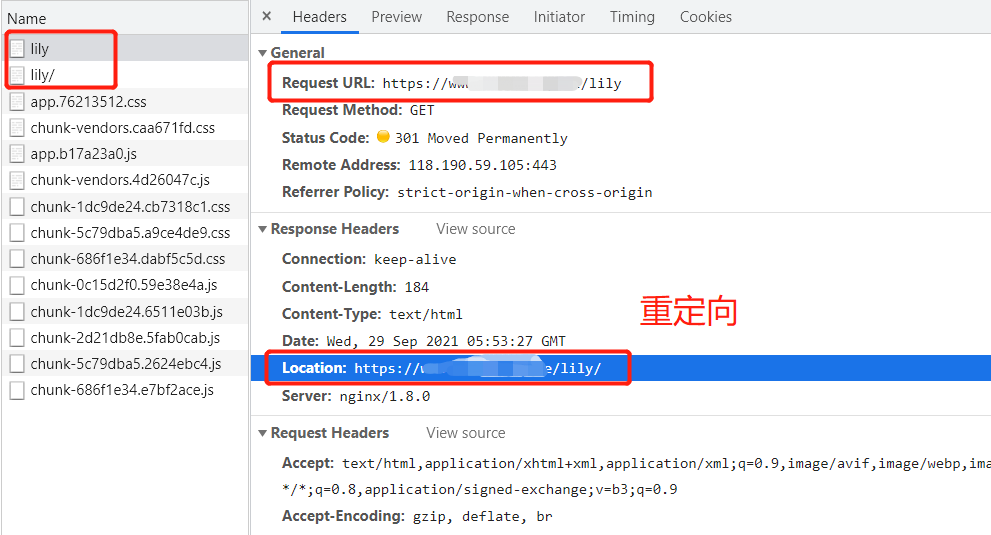 Name
lily
lily/
app.76213512.css
chunk-vendors.caa671fd.css
app.b17a23a0.js
chunk-vendors.4d26047c.js
chunk-1dc9de24.cb7318c1.css
chunk-5c79dba5.a9ce4de9.css
chunk-686f1e34.dabf5c5d.css
chunk-0c15d2f0.59e38e4a.js
chunk-1dc9de24.6511e03b.js
chunk-2d21db8e.5fab0cab.js
chunk-5c79dba5.2624ebc4.js
chunk-686f1e34.e7bf2ace.js
× Headers Preview Response Initiator Timing Cookies
General
Request URL: https://ww /lily
Request Method: GET
Status Code: 301 Moved Permanently
Remote Address: 118.190.59.105:443
Referrer Policy: strict-origin-when-cross-origin
Response Headers View source
Connection: keep-alive
Content-Length: 184
Content-Type: text/html
重定向
Date: Wed, 29 Sep 2021 05:53:27 GMT
Location: https://w e/lily/
Server: nginx/1.8.0
Request Headers View source
Accept: text/html,application/xhtml+xml,application/xml;q=0.9,image/avif,image/webp,ima
*/*;q=0.8,application/signed-exchange;v=b3;q=0.9
Accept-Encoding: gzip, deflate, br